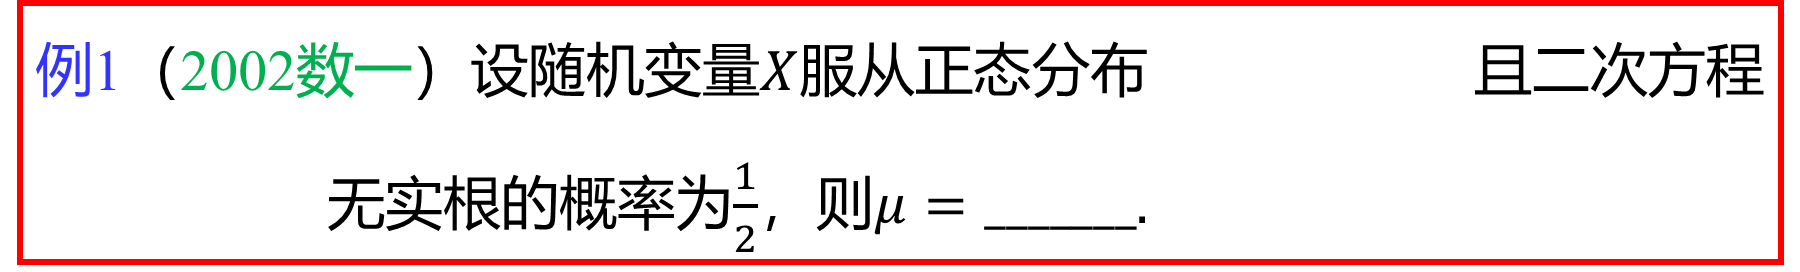 例1（2002数一）设随机变量X服从正态分布 且二次方程
无实根的概率为1/2，则μ = _______.